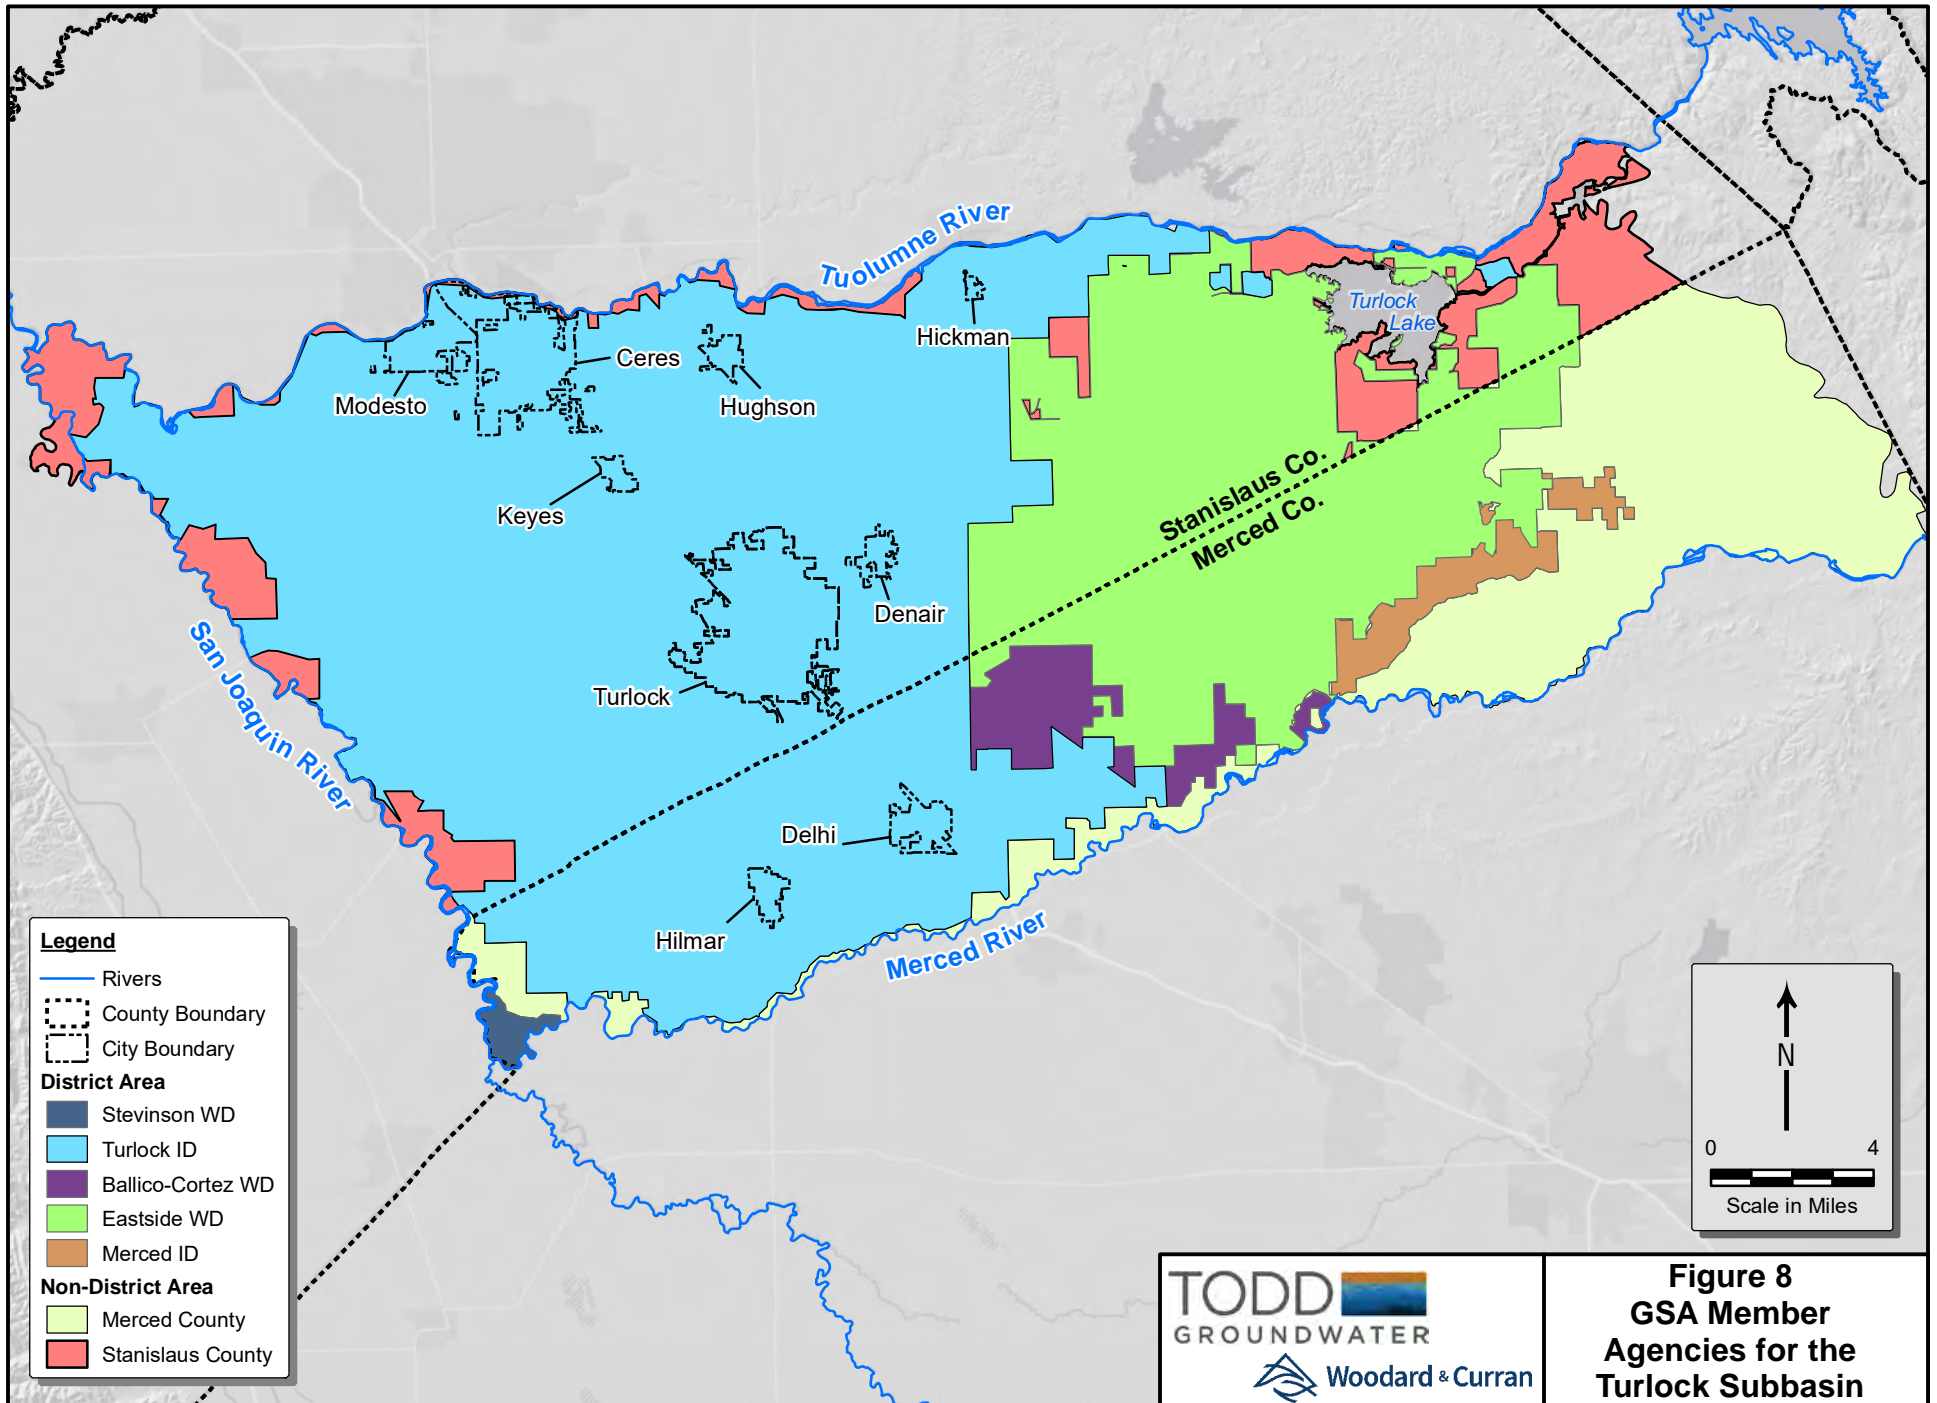 Tuolumne River
Turlock
Lake
Hickman
Ceres
Modesto
Hughson
Keyes
Stanislaus Co.
Merced Co.
Denair
San Joaquin River
Turlock
Delhi
Hilmar
Merced River
Legend
Rivers
County Boundary
City Boundary
District Area
Stevinson WD
Turlock ID
Ballico-Cortez WD
Eastside WD
Merced ID
Non-District Area
Merced County
Stanislaus County
N
0 4
Scale in Miles
TODD
GROUNDWATER
Woodard & Curran
Figure 8
GSA Member
Agencies for the
Turlock Subbasin